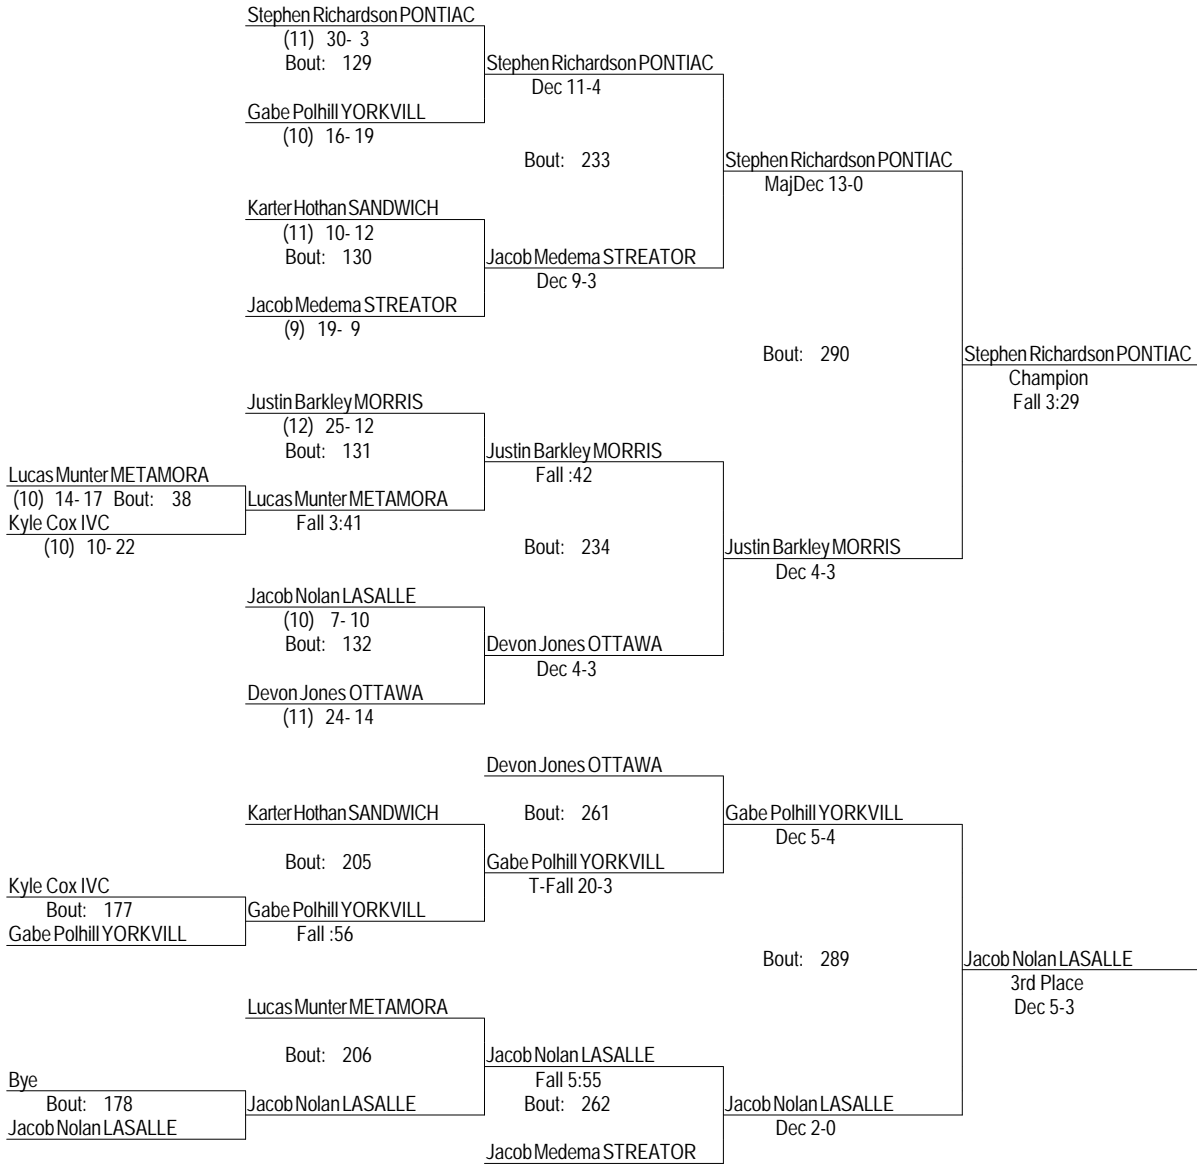 Stephen Richardson PONTIAC
(11) 30- 3
Bout: 129
Stephen Richardson PONTIAC
Dec 11-4
Gabe Polhill YORKVILL
(10) 16- 19
Bout: 233
Stephen Richardson PONTIAC
MajDec 13-0
Karter Hothan SANDWICH
(11) 10- 12
Bout: 130
Jacob Medema STREATOR
Dec 9-3
Jacob Medema STREATOR
(9) 19- 9
Bout: 290
Stephen Richardson PONTIAC
Champion
Fall 3:29
Justin Barkley MORRIS
(12) 25- 12
Bout: 131
Justin Barkley MORRIS
Fall :42
Lucas Munter METAMORA
(10) 14- 17 Bout: 38
Lucas Munter METAMORA
Fall 3:41
Kyle Cox IVC
(10) 10- 22
Bout: 234
Justin Barkley MORRIS
Dec 4-3
Jacob Nolan LASALLE
(10) 7- 10
Bout: 132
Devon Jones OTTAWA
Dec 4-3
Devon Jones OTTAWA
(11) 24- 14
Devon Jones OTTAWA
Bout: 261
Karter Hothan SANDWICH
Gabe Polhill YORKVILL
Dec 5-4
Bout: 205
Gabe Polhill YORKVILL
T-Fall 20-3
Kyle Cox IVC
Bout: 177
Gabe Polhill YORKVILL
Fall :56
Gabe Polhill YORKVILL
Bout: 289
Jacob Nolan LASALLE
3rd Place
Dec 5-3
Lucas Munter METAMORA
Bout: 206
Jacob Nolan LASALLE
Fall 5:55
Bye
Bout: 178
Jacob Nolan LASALLE
Bout: 262
Jacob Nolan LASALLE
Dec 2-0
Jacob Nolan LASALLE
Jacob Medema STREATOR